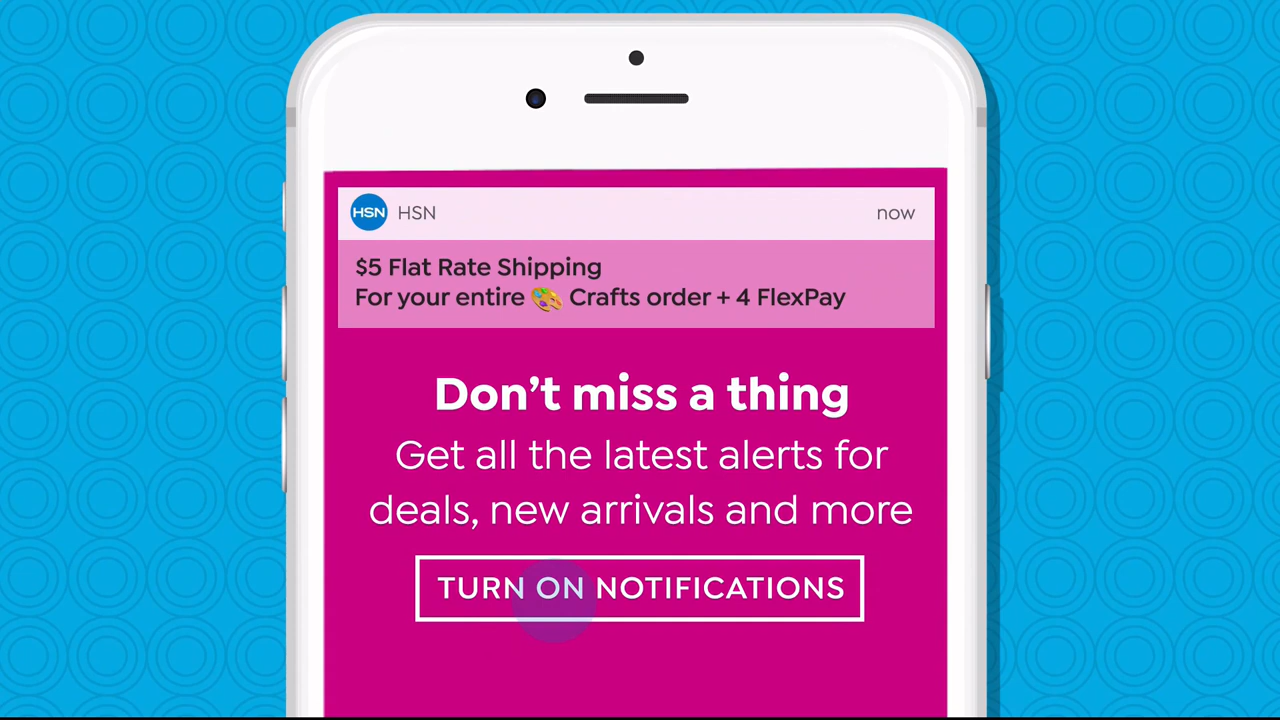 HSN HSN now
$5 Flat Rate Shipping
For your entire 🎨 Crafts order + 4 FlexPay
Don't miss a thing
Get all the latest alerts for
deals, new arrivals and more
TURN ON NOTIFICATIONS